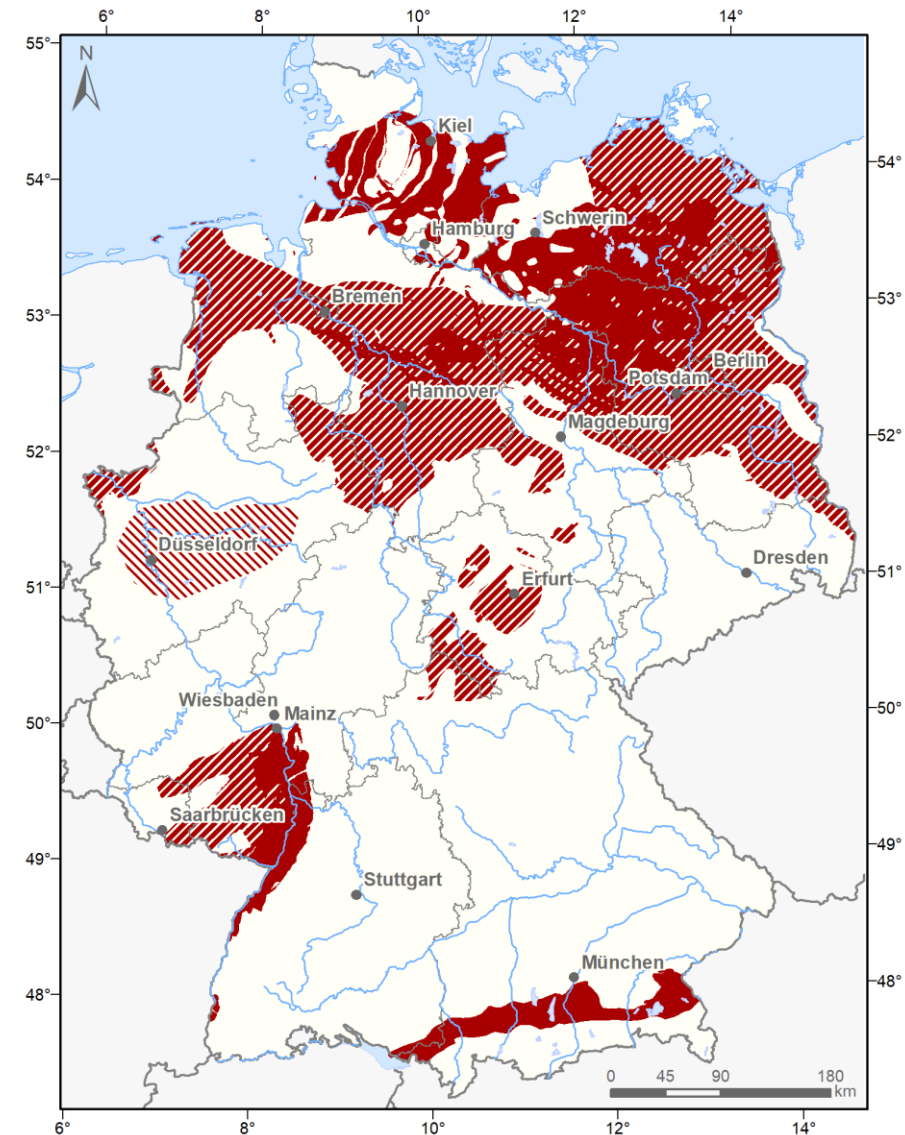 6° 8° 10° 12° 14°
55°
N
Kiel
54°
54°
Schwerin
Hamburg
53°
Bremen
53°
Berlin
Potsdam
Hannover
52°
Magdeburg
52°
Düsseldorf
Dresden
51°
51°
Erfurt
Wiesbaden
Mainz
50°
50°
Saarbrücken
49°
49°
Stuttgart
München
48°
48°
0 45 90 180
km
6° 8° 10° 12° 14°